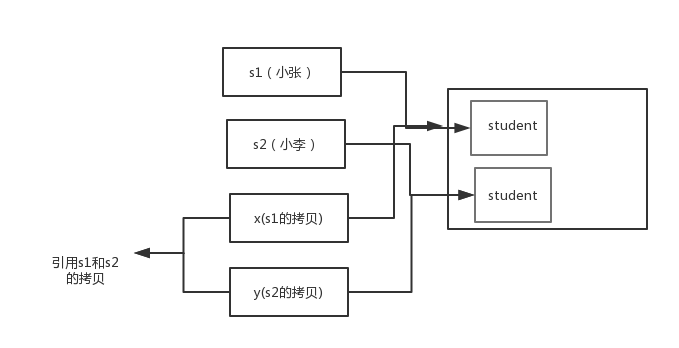 s1（小张）
student
s2（小李）
student
x(s1的拷贝)
引用s1和s2
的拷贝
y(s2的拷贝)